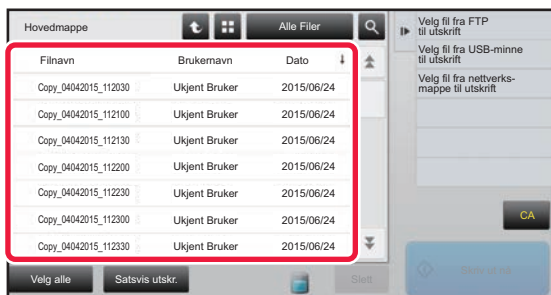 Hovedmappe
Alle Filer
Filnavn Brukernavn Dato
Copy_04042015_112030 Ukjent Bruker 2015/06/24
Copy_04042015_112100 Ukjent Bruker 2015/06/24
Copy_04042015_112130 Ukjent Bruker 2015/06/24
Copy_04042015_112200 Ukjent Bruker 2015/06/24
Copy_04042015_112230 Ukjent Bruker 2015/06/24
Copy_04042015_112300 Ukjent Bruker 2015/06/24
Copy_04042015_112330 Ukjent Bruker 2015/06/24
Velg alle
Satsvis utskr.
Slett
Velg fil fra FTP
til utskrift
Velg fil fra USB-minne
til utskrift
Velg fil fra nettverks-
mappe til utskrift
CA